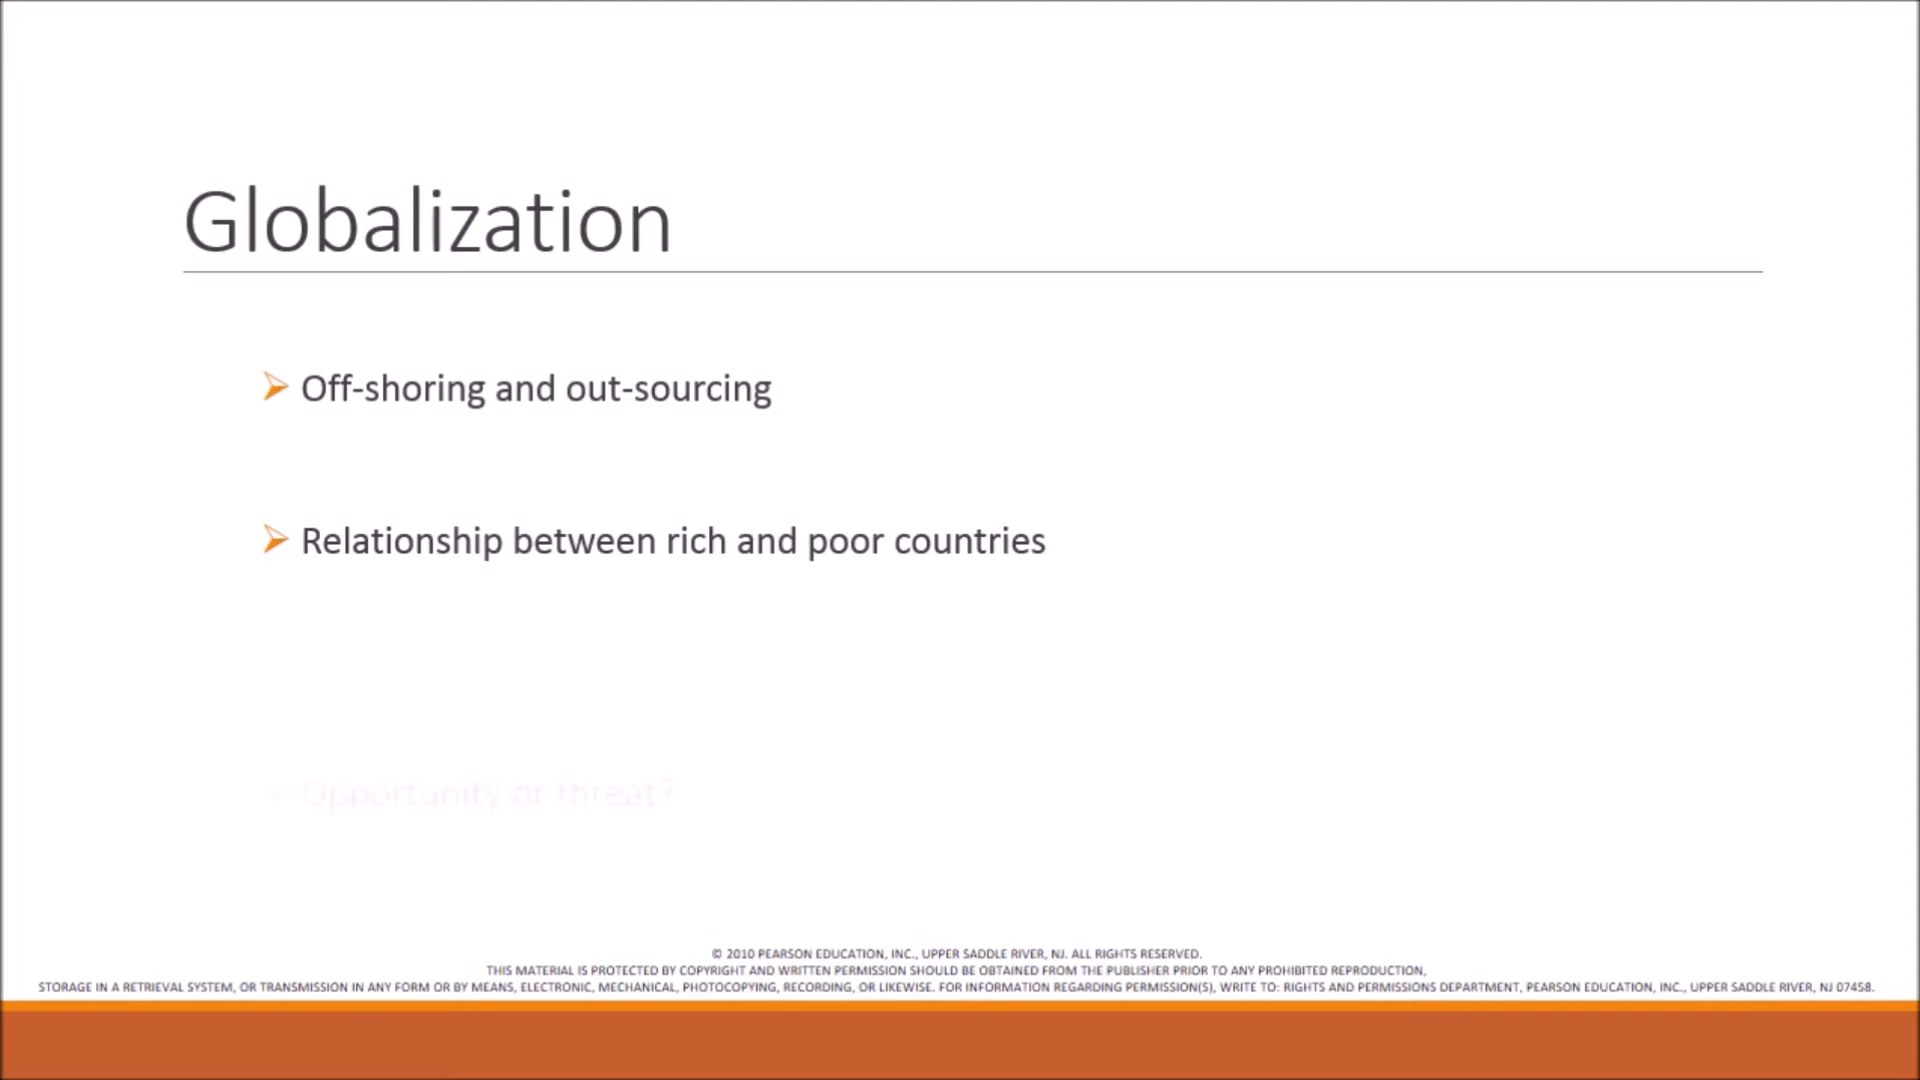 Globalization
Off-shoring and out-sourcing
Relationship between rich and poor countries
Opportunity or threat?
© 2010 PEARSON EDUCATION, INC., UPPER SADDLE RIVER, NJ. ALL RIGHTS RESERVED.
THIS MATERIAL IS PROTECTED BY COPYRIGHT AND WRITTEN PERMISSION SHOULD BE OBTAINED FROM THE PUBLISHER PRIOR TO ANY PROHIBITED REPRODUCTION,
STORAGE IN A RETRIEVAL SYSTEM, OR TRANSMISSION IN ANY FORM OR BY MEANS, ELECTRONIC, MECHANICAL, PHOTOCOPYING, RECORDING, OR LIKEWISE. FOR INFORMATION REGARDING PERMISSION(S), WRITE TO: RIGHTS AND PERMISSIONS DEPARTMENT, PEARSON EDUCATION, INC., UPPER SADDLE RIVER, NJ 07458.